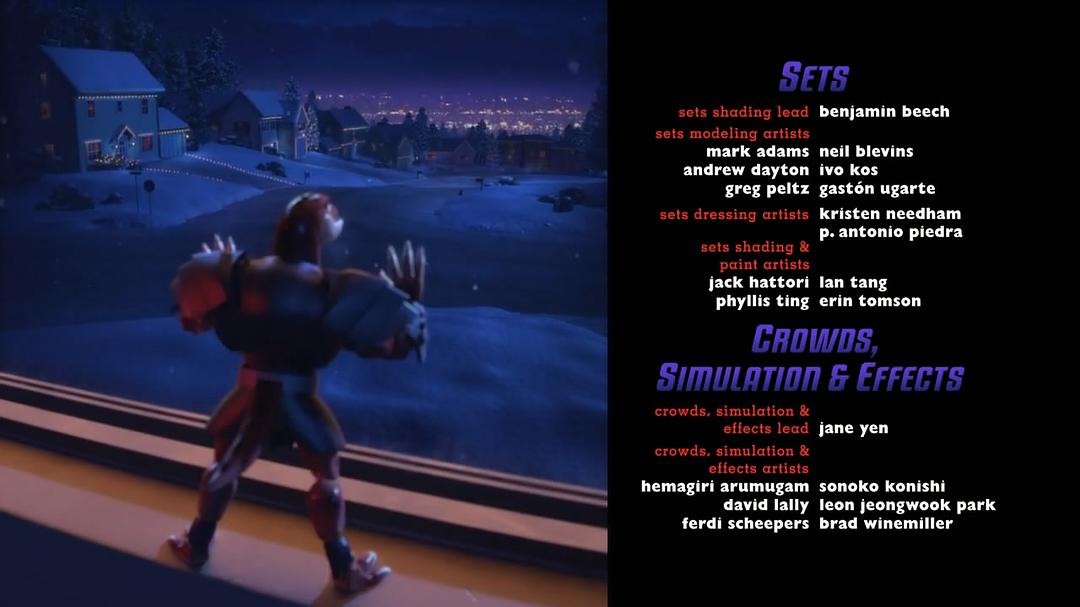 Sets
sets shading lead benjamin beech
sets modeling artists
mark adams neil blevins
andrew dayton ivo kos
greg peltz gastón ugarte
sets dressing artists kristen needham
p. antonio piedra
sets shading &
paint artists
jack hattori lan tang
phyllis ting erin tomson
Crowds,
Simulation & Effects
crowds, simulation &
effects lead jane yen
crowds, simulation &
effects artists
hemagiri arumugam sonoko konishi
david lally leon jeongwook park
ferdi scheepers brad winemiller